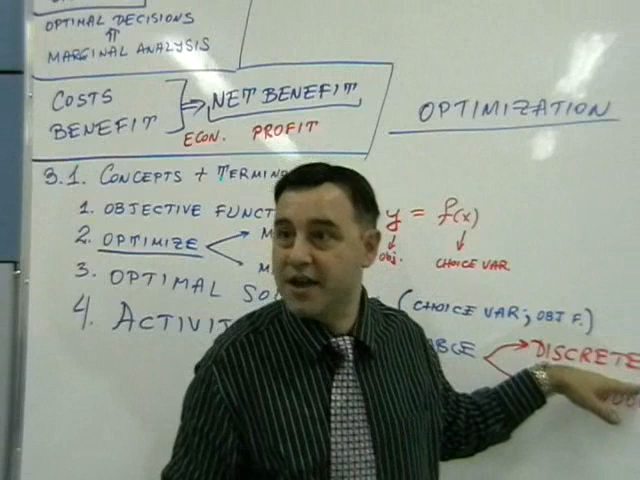 OPTIMAL DECISIONS
⇑
MARGINAL ANALYSIS
COSTS
BENEFIT
⇒ NET BENEFIT
ECON. PROFIT
OPTIMIZATION
3.1. CONCEPTS + TERMIN
1. OBJECTIVE FUNCT
y = f(x)
obj.
CHOICE VAR
2. OPTIMIZE
M
M
3. OPTIMAL SO
(CHOICE VAR; OBJ F.)
4. ACTIVIT
ABLE
DISCRETE